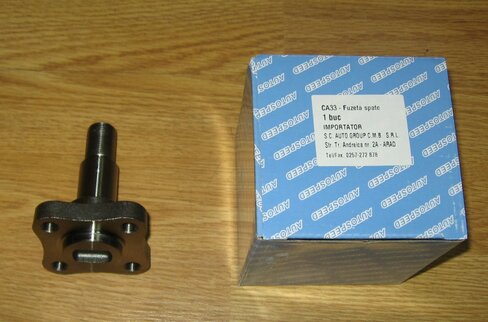 CA33 - Fuzeta spate
1 buc
IMPORTATOR
S.C. AUTO GROUP C.M.B. S.R.L.
Str. Tr. Andreica nr. 2A - ARAD
Tel/Fax. 0257-272 878
AUTOSPEED